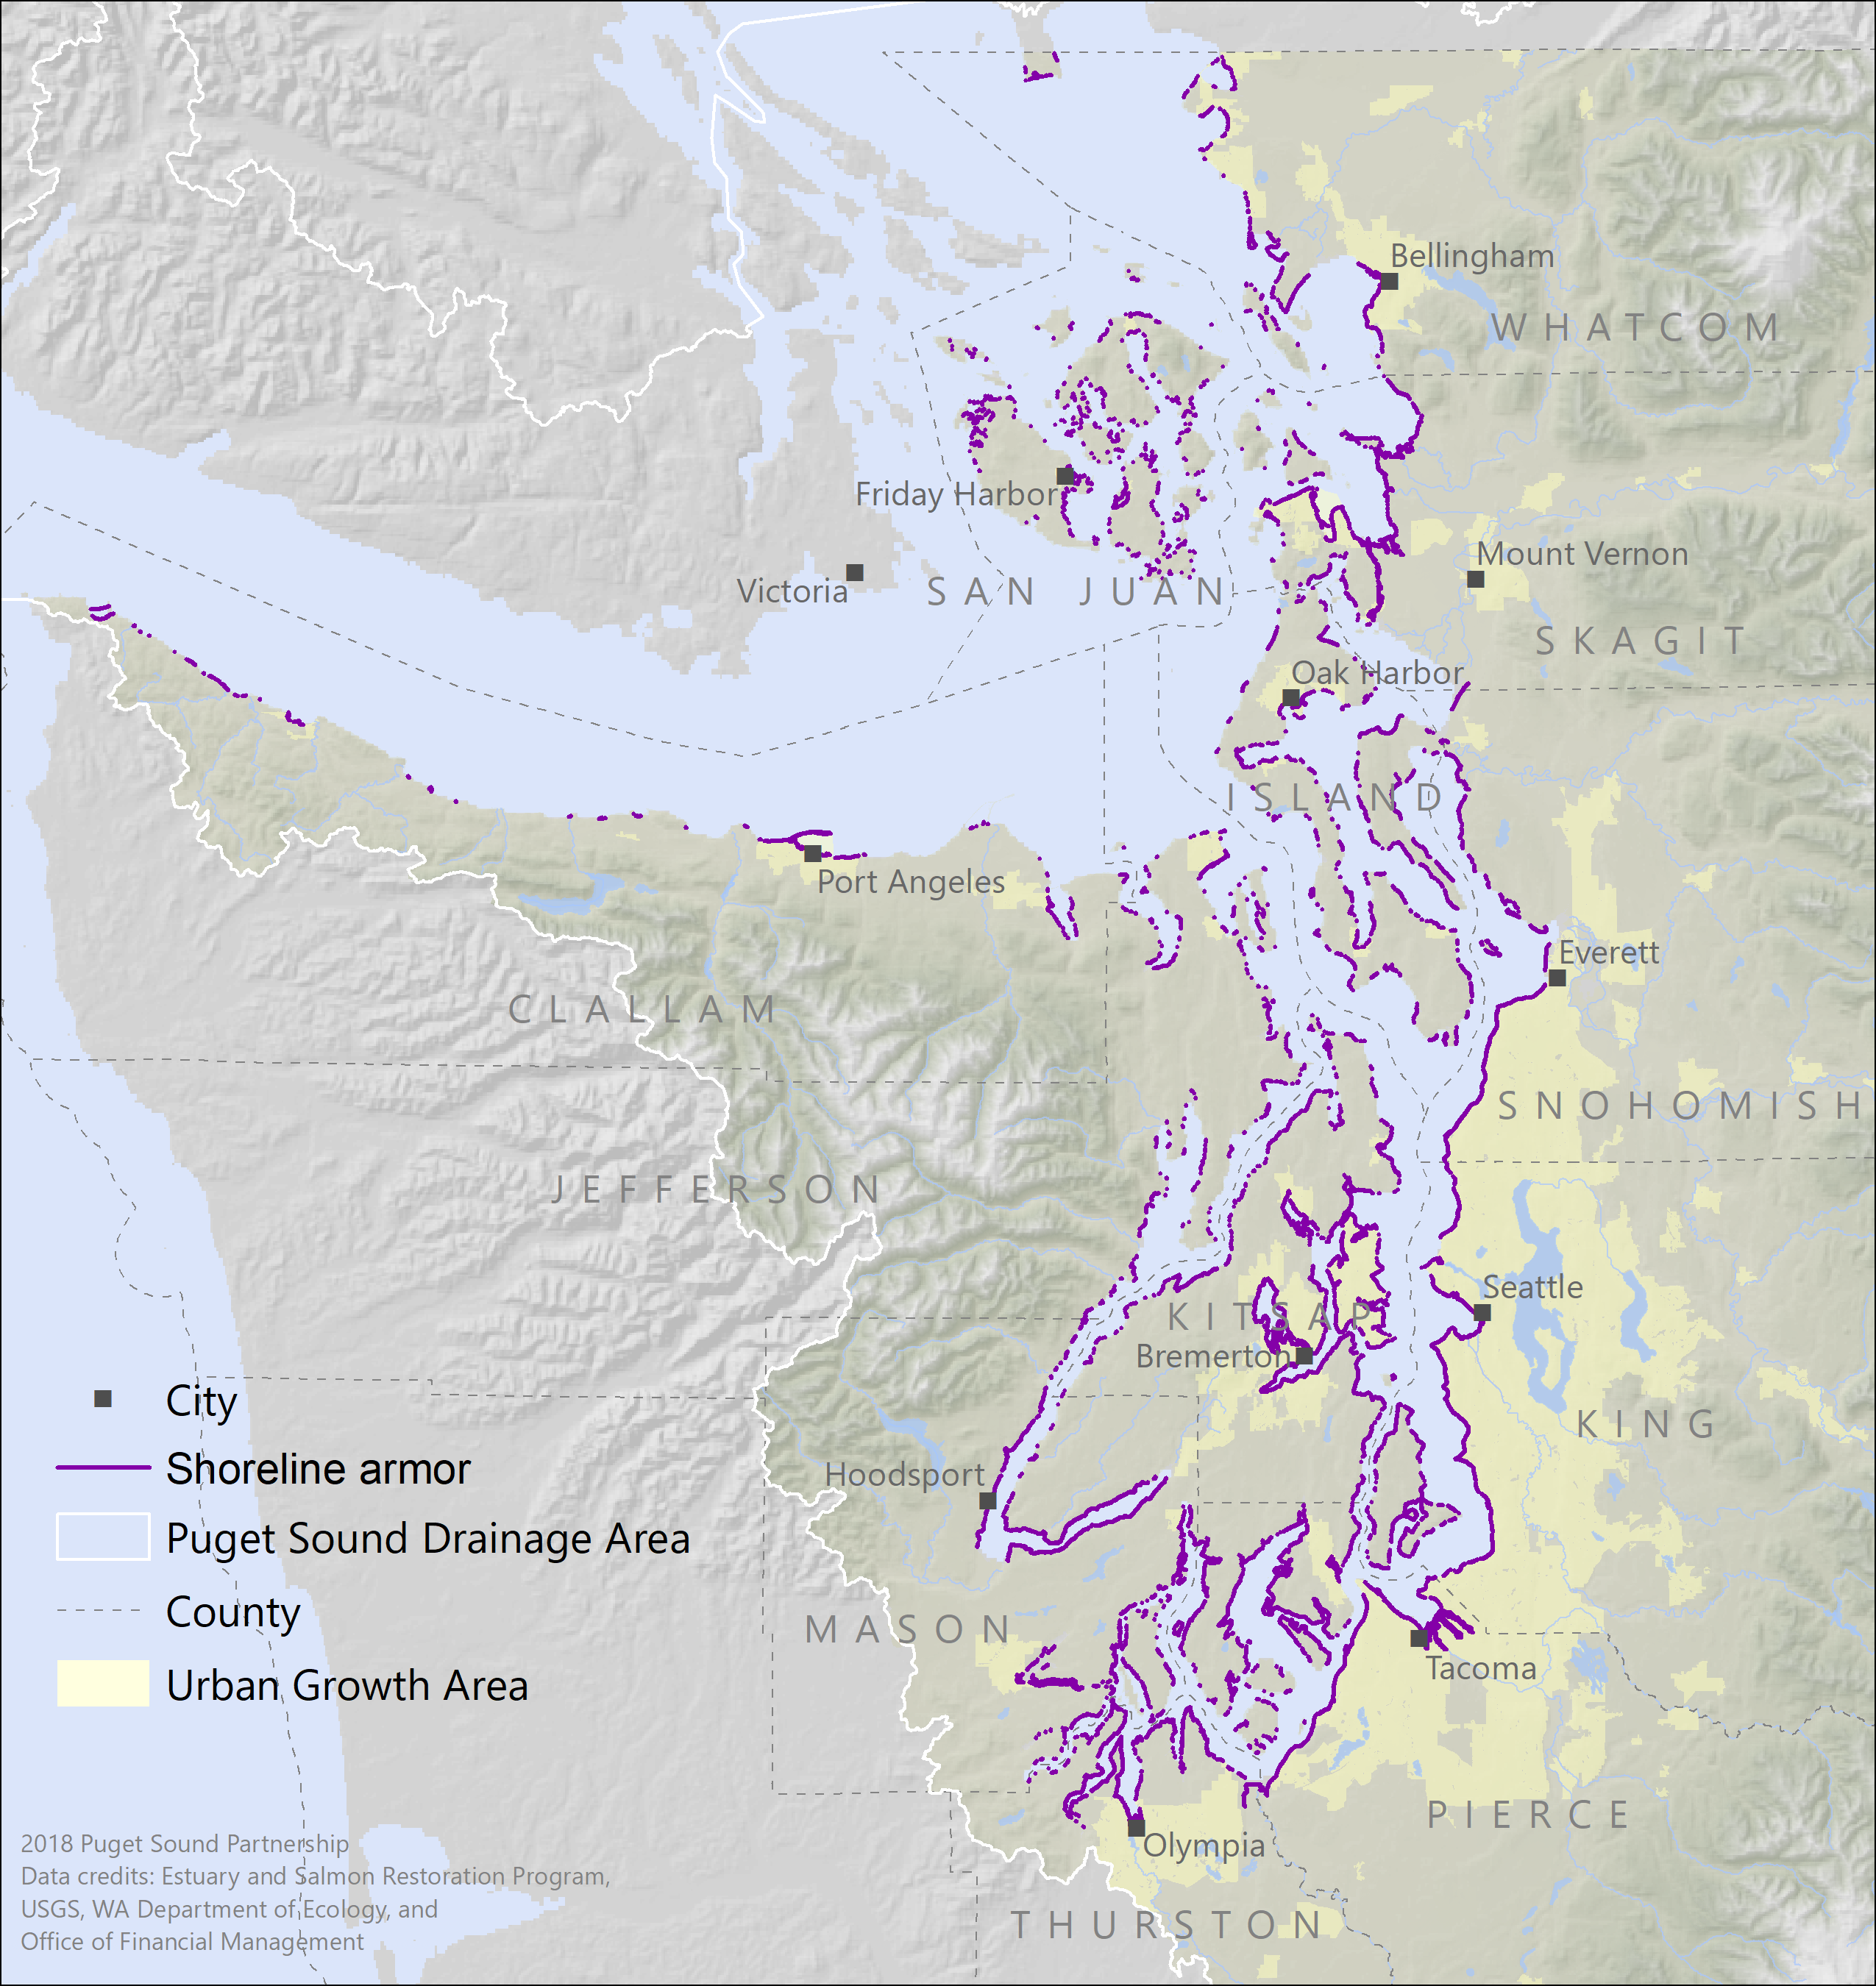 Bellingham
WHATCOM
Friday Harbor
Victoria
SAN JUAN
Mount Vernon
SKAGIT
Oak Harbor
ISLAND
Port Angeles
Everett
CLALLAM
SNOHOMISH
JEFFERSON
Seattle
KITSAP
Bremerton
KING
Hoodsport
MASON
Tacoma
PIERCE
Olympia
THURSTON
City
Shoreline armor
Puget Sound Drainage Area
County
Urban Growth Area
2018 Puget Sound Partnership
Data credits: Estuary and Salmon Restoration Program,
USGS, WA Department of Ecology, and
Office of Financial Management